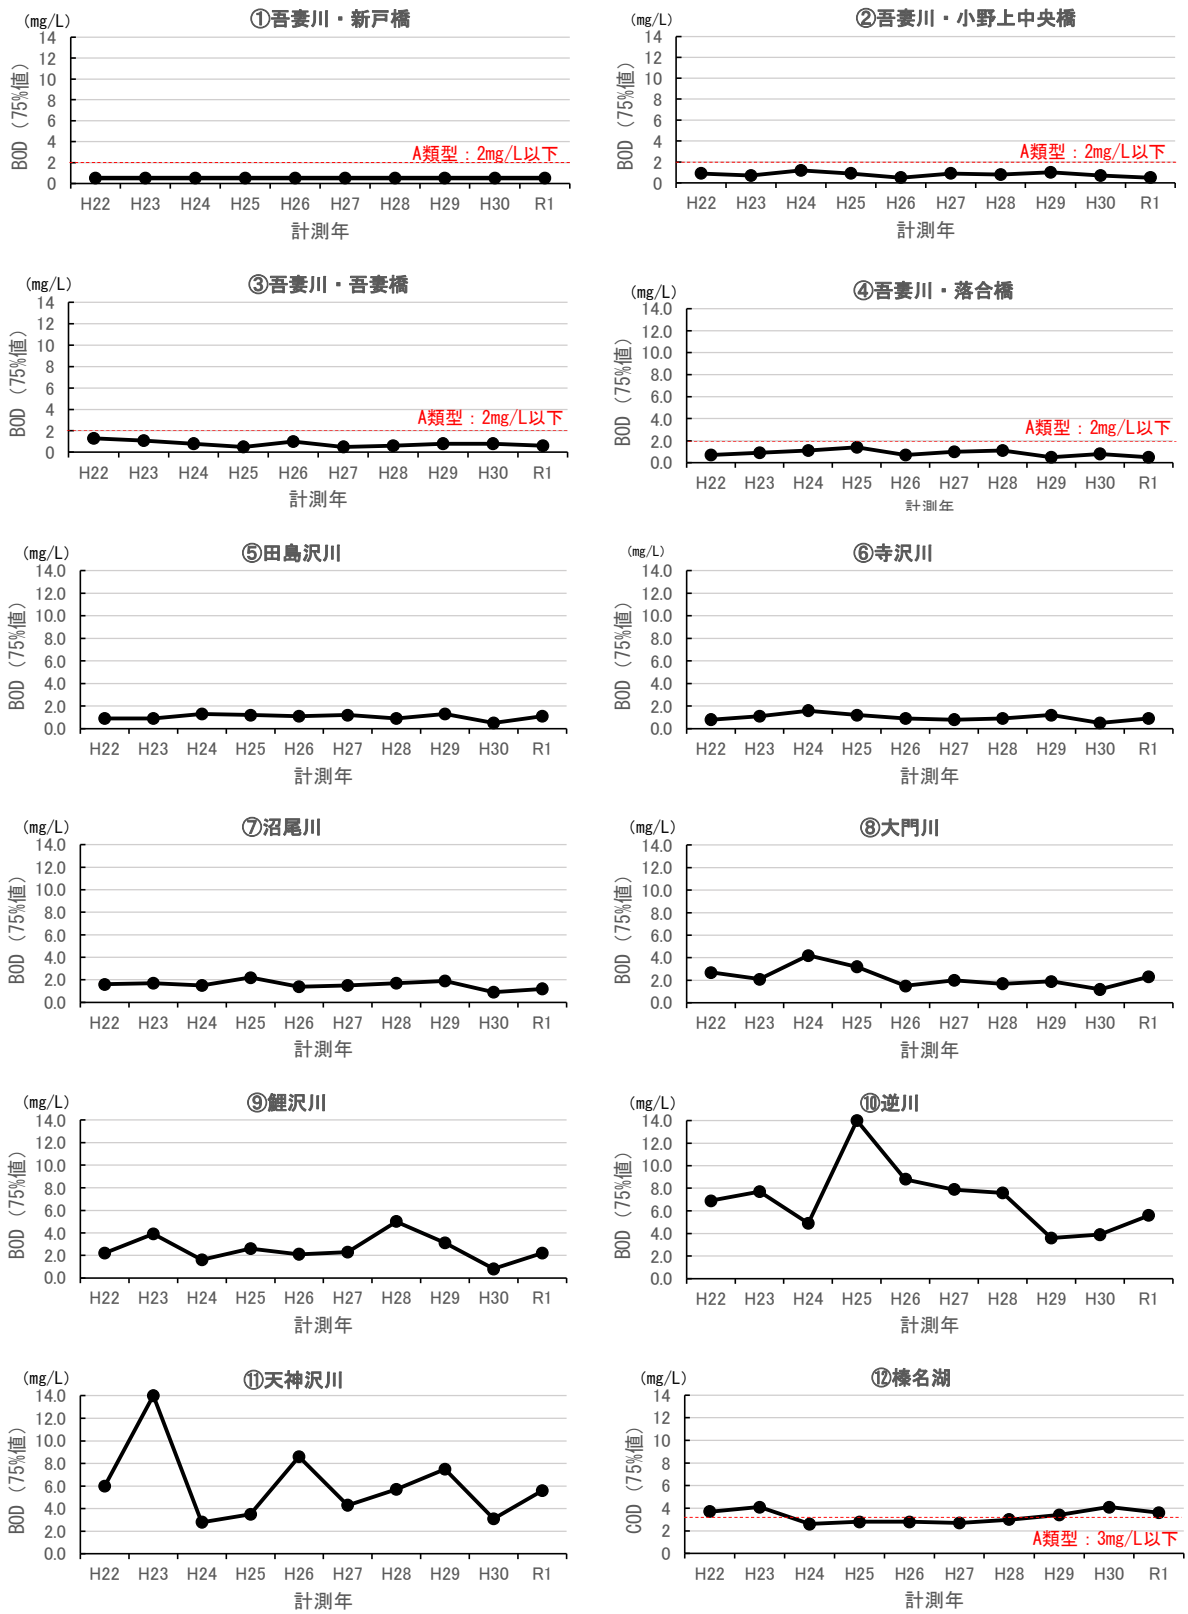 (mg/L)
①吾妻川・新戸橋
BOD (75%値)
14
12
10
8
6
4
2
0
A類型：2mg/L以下
H22 H23 H24 H25 H26 H27 H28 H29 H30 R1
計測年
(mg/L)
②吾妻川・小野上中央橋
BOD (75%値)
14
12
10
8
6
4
2
0
A類型：2mg/L以下
H22 H23 H24 H25 H26 H27 H28 H29 H30 R1
計測年
(mg/L)
③吾妻川・吾妻橋
BOD (75%値)
14
12
10
8
6
4
2
0
A類型：2mg/L以下
H22 H23 H24 H25 H26 H27 H28 H29 H30 R1
計測年
(mg/L)
④吾妻川・落合橋
BOD (75%値)
14.0
12.0
10.0
8.0
6.0
4.0
2.0
0.0
A類型：2mg/L以下
H22 H23 H24 H25 H26 H27 H28 H29 H30 R1
計測年
(mg/L)
⑤田島沢川
BOD (75%値)
14.0
12.0
10.0
8.0
6.0
4.0
2.0
0.0
H22 H23 H24 H25 H26 H27 H28 H29 H30 R1
計測年
(mg/L)
⑥寺沢川
BOD (75%値)
14.0
12.0
10.0
8.0
6.0
4.0
2.0
0.0
H22 H23 H24 H25 H26 H27 H28 H29 H30 R1
計測年
(mg/L)
⑦沼尾川
BOD (75%値)
14.0
12.0
10.0
8.0
6.0
4.0
2.0
0.0
H22 H23 H24 H25 H26 H27 H28 H29 H30 R1
計測年
(mg/L)
⑧大門川
BOD (75%値)
14.0
12.0
10.0
8.0
6.0
4.0
2.0
0.0
H22 H23 H24 H25 H26 H27 H28 H29 H30 R1
計測年
(mg/L)
⑨鯉沢川
BOD (75%値)
14.0
12.0
10.0
8.0
6.0
4.0
2.0
0.0
H22 H23 H24 H25 H26 H27 H28 H29 H30 R1
計測年
(mg/L)
⑩逆川
BOD (75%値)
14.0
12.0
10.0
8.0
6.0
4.0
2.0
0.0
H22 H23 H24 H25 H26 H27 H28 H29 H30 R1
計測年
(mg/L)
⑪天神沢川
BOD (75%値)
14.0
12.0
10.0
8.0
6.0
4.0
2.0
0.0
H22 H23 H24 H25 H26 H27 H28 H29 H30 R1
計測年
(mg/L)
⑫榛名湖
COD (75%値)
14
12
10
8
6
4
2
0
A類型：3mg/L以下
H22 H23 H24 H25 H26 H27 H28 H29 H30 R1
計測年